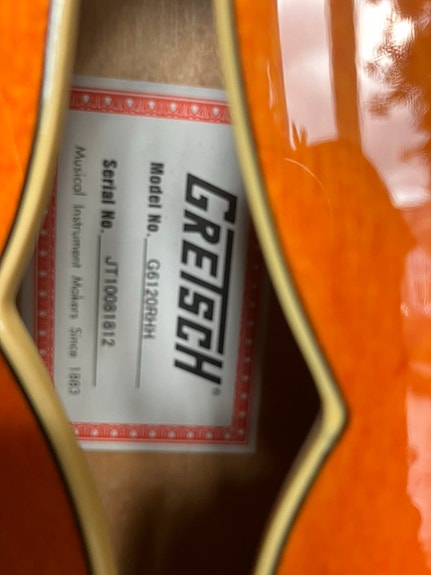 GRETSCH®
Model No. G6120RHH
Serial No. JT10081812
Musical Instrument Makers Since 1883